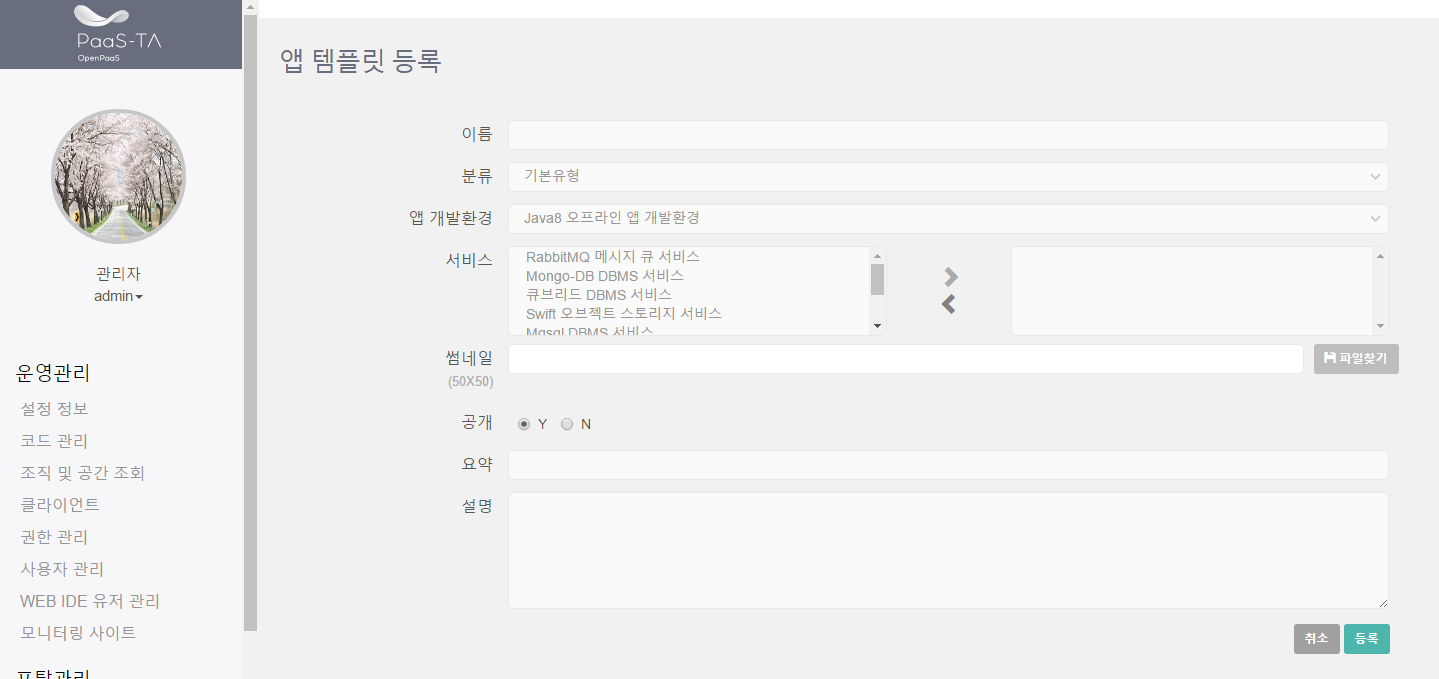 PaaS-TA
OpenPaaS
관리자
admin
운영관리
설정 정보
코드 관리
조직 및 공간 조회
클라이언트
권한 관리
사용자 관리
WEB IDE 유저 관리
모니터링 사이트
포탈관리
앱 템플릿 등록
이름
분류
기본유형
앱 개발환경
Java8 오프라인 앱 개발환경
서비스
RabbitMQ 메시지 큐 서비스
Mongo-DB DBMS 서비스
큐브리드 DBMS 서비스
Swift 오브젝트 스토리지 서비스
썸네일
(50X50)
파일찾기
공개
Y
N
요약
설명
취소
등록